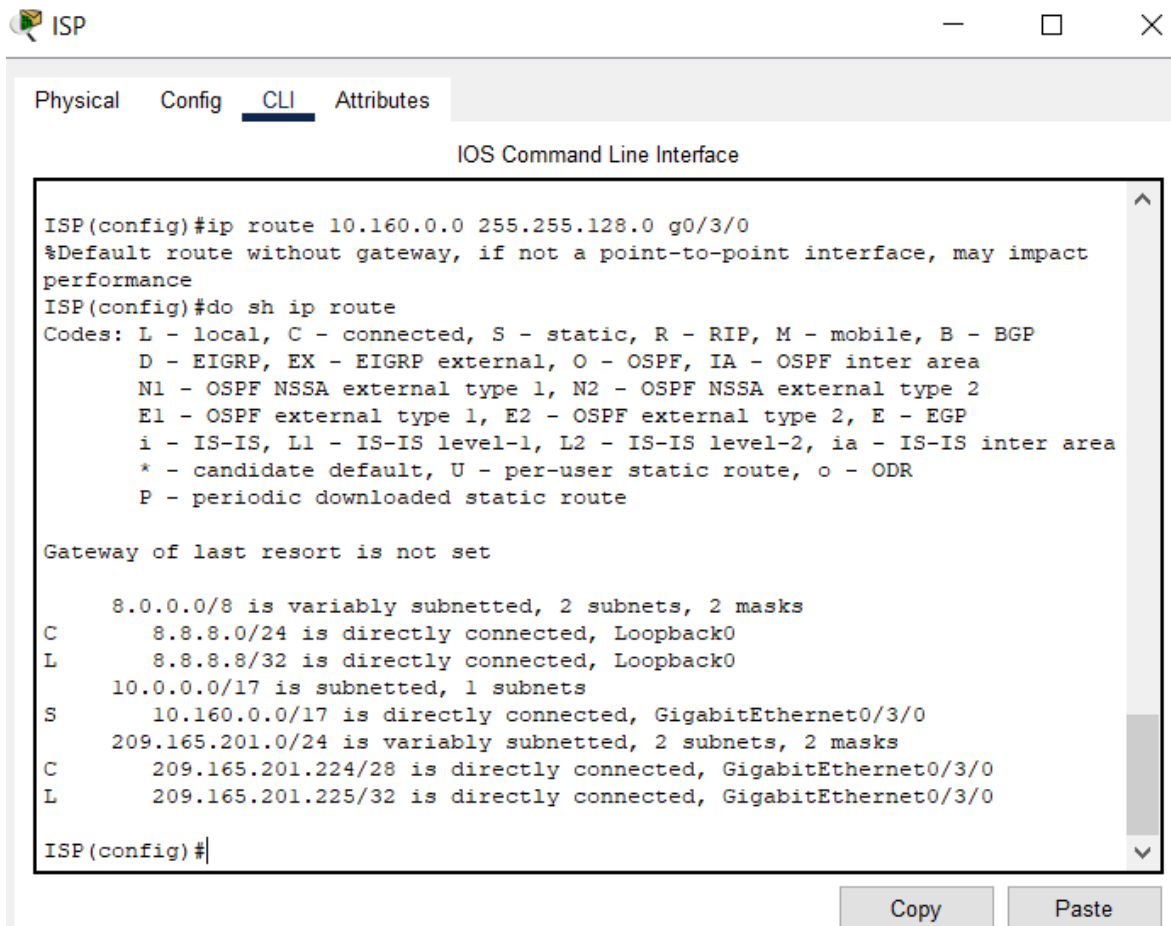 ISP
Physical Config CLI Attributes
IOS Command Line Interface
ISP(config)#ip route 10.160.0.0 255.255.128.0 g0/3/0
%Default route without gateway, if not a point-to-point interface, may impact
performance
ISP(config)#do sh ip route
Codes: L - local, C - connected, S - static, R - RIP, M - mobile, B - BGP
       D - EIGRP, EX - EIGRP external, O - OSPF, IA - OSPF inter area
       N1 - OSPF NSSA external type 1, N2 - OSPF NSSA external type 2
       E1 - OSPF external type 1, E2 - OSPF external type 2, E - EGP
       i - IS-IS, L1 - IS-IS level-1, L2 - IS-IS level-2, ia - IS-IS inter area
       * - candidate default, U - per-user static route, o - ODR
       P - periodic downloaded static route
Gateway of last resort is not set
     8.0.0.0/8 is variably subnetted, 2 subnets, 2 masks
C       8.8.8.0/24 is directly connected, Loopback0
L       8.8.8.8/32 is directly connected, Loopback0
     10.0.0.0/17 is subnetted, 1 subnets
S       10.160.0.0/17 is directly connected, GigabitEthernet0/3/0
     209.165.201.0/24 is variably subnetted, 2 subnets, 2 masks
C       209.165.201.224/28 is directly connected, GigabitEthernet0/3/0
L       209.165.201.225/32 is directly connected, GigabitEthernet0/3/0
ISP(config)#
Copy Paste